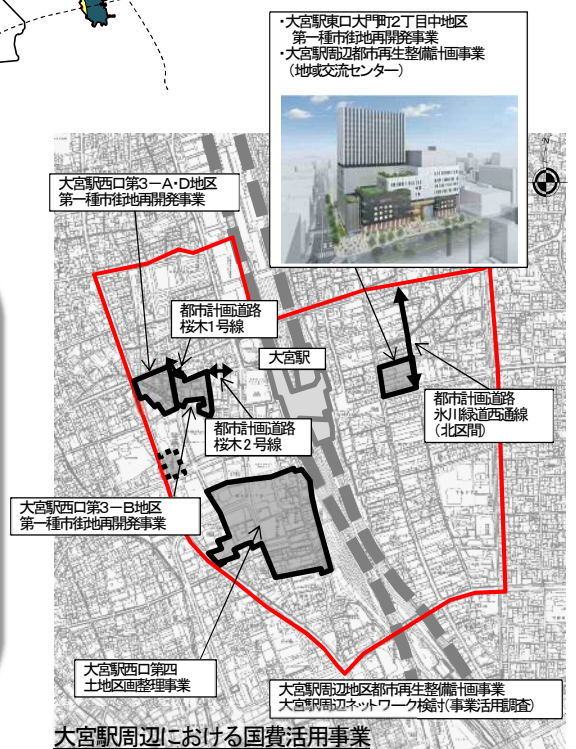 ・大宮駅東口大門町2丁目中地区
第一種市街地再開発事業
・大宮駅周辺都市再生整備計画事業
（地域交流センター）
N
大宮駅西口第3－A・D地区
第一種市街地再開発事業
都市計画道路
桜木1号線
大宮駅
都市計画道路
桜木２号線
都市計画道路
氷川緑道西通線
（北区間）
大宮駅西口第3－B地区
第一種市街地再開発事業
大宮駅西口第四
土地区画整理事業
大宮駅周辺地区都市再生整備計画事業
大宮駅周辺ネットワーク検討（事業活用調査）
大宮駅周辺における国費活用事業